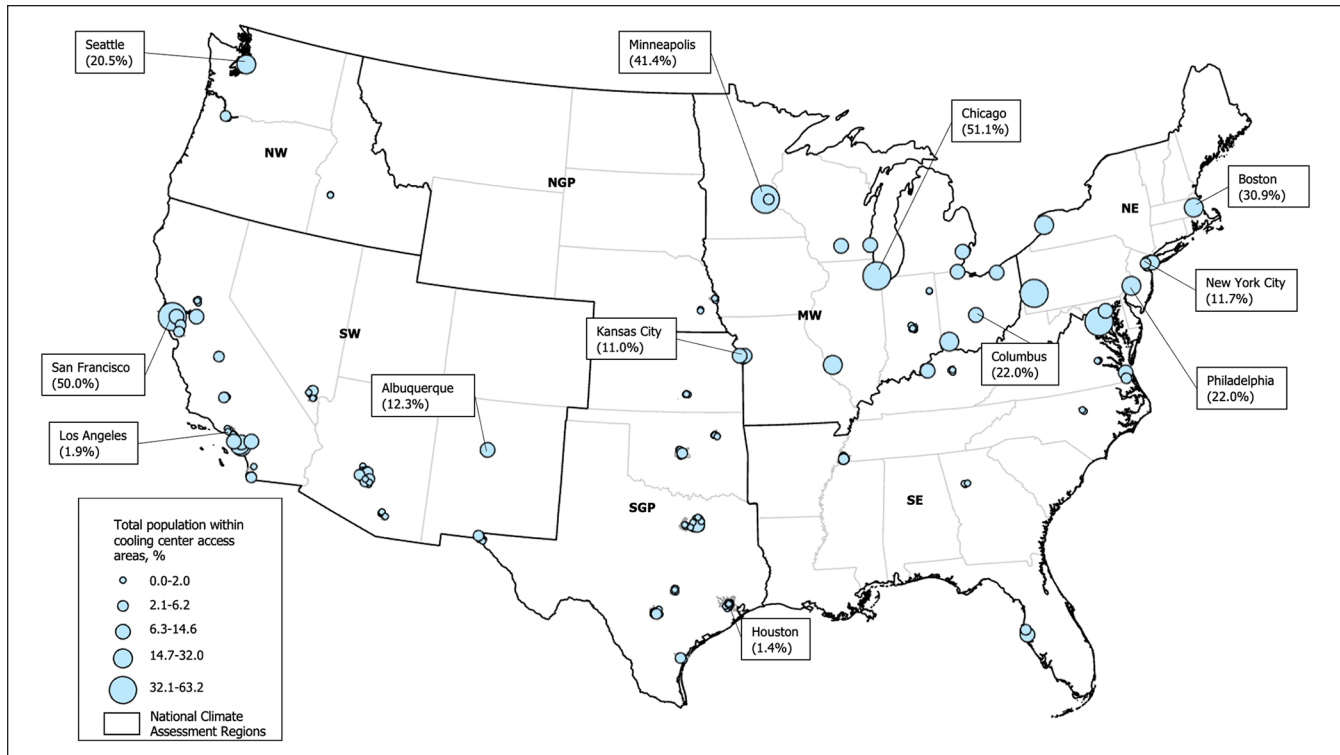 Seattle
(20.5%)
Minneapolis
(41.4%)
Chicago
(51.1%)
Boston
(30.9%)
NW
NGP
NE
New York City
(11.7%)
MW
SW
Kansas City
(11.0%)
San Francisco
(50.0%)
Columbus
(22.0%)
Philadelphia
(22.0%)
Albuquerque
(12.3%)
Los Angeles
(1.9%)
SE
SGP
Houston
(1.4%)
Total population within
cooling center access
areas, %
0.0-2.0
2.1-6.2
6.3-14.6
14.7-32.0
32.1-63.2
National Climate
Assessment Regions